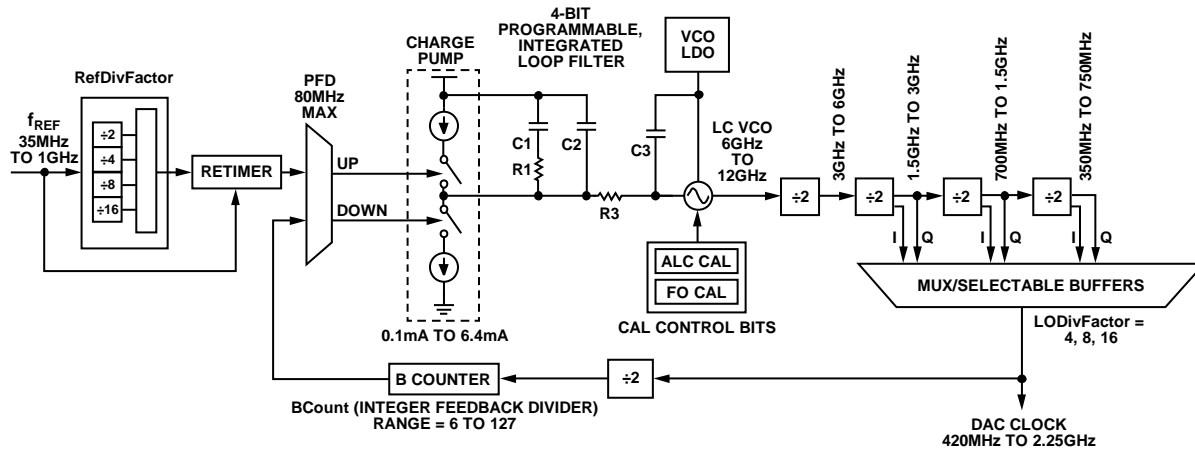 4-BIT
PROGRAMMABLE,
INTEGRATED
LOOP FILTER
VCO
LDO
CHARGE
PUMP
RefDivFactor
PFD
80MHz
MAX
fREF
35MHz
TO 1GHz
÷2
÷4
÷8
÷16
RETIMER
UP
DOWN
C1
R1
C2
R3
C3
LC VCO
6GHz
TO
12GHz
÷2
3GHz TO 6GHz
÷2
1.5GHz TO 3GHz
÷2
700MHz TO 1.5GHz
÷2
350MHz TO 750MHz
I
Q
I
Q
I
Q
ALC CAL
FO CAL
CAL CONTROL BITS
MUX/SELECTABLE BUFFERS
LODivFactor =
4, 8, 16
0.1mA TO 6.4mA
B COUNTER
÷2
BCount (INTEGER FEEDBACK DIVIDER)
RANGE = 6 TO 127
DAC CLOCK
420MHz TO 2.25GHz